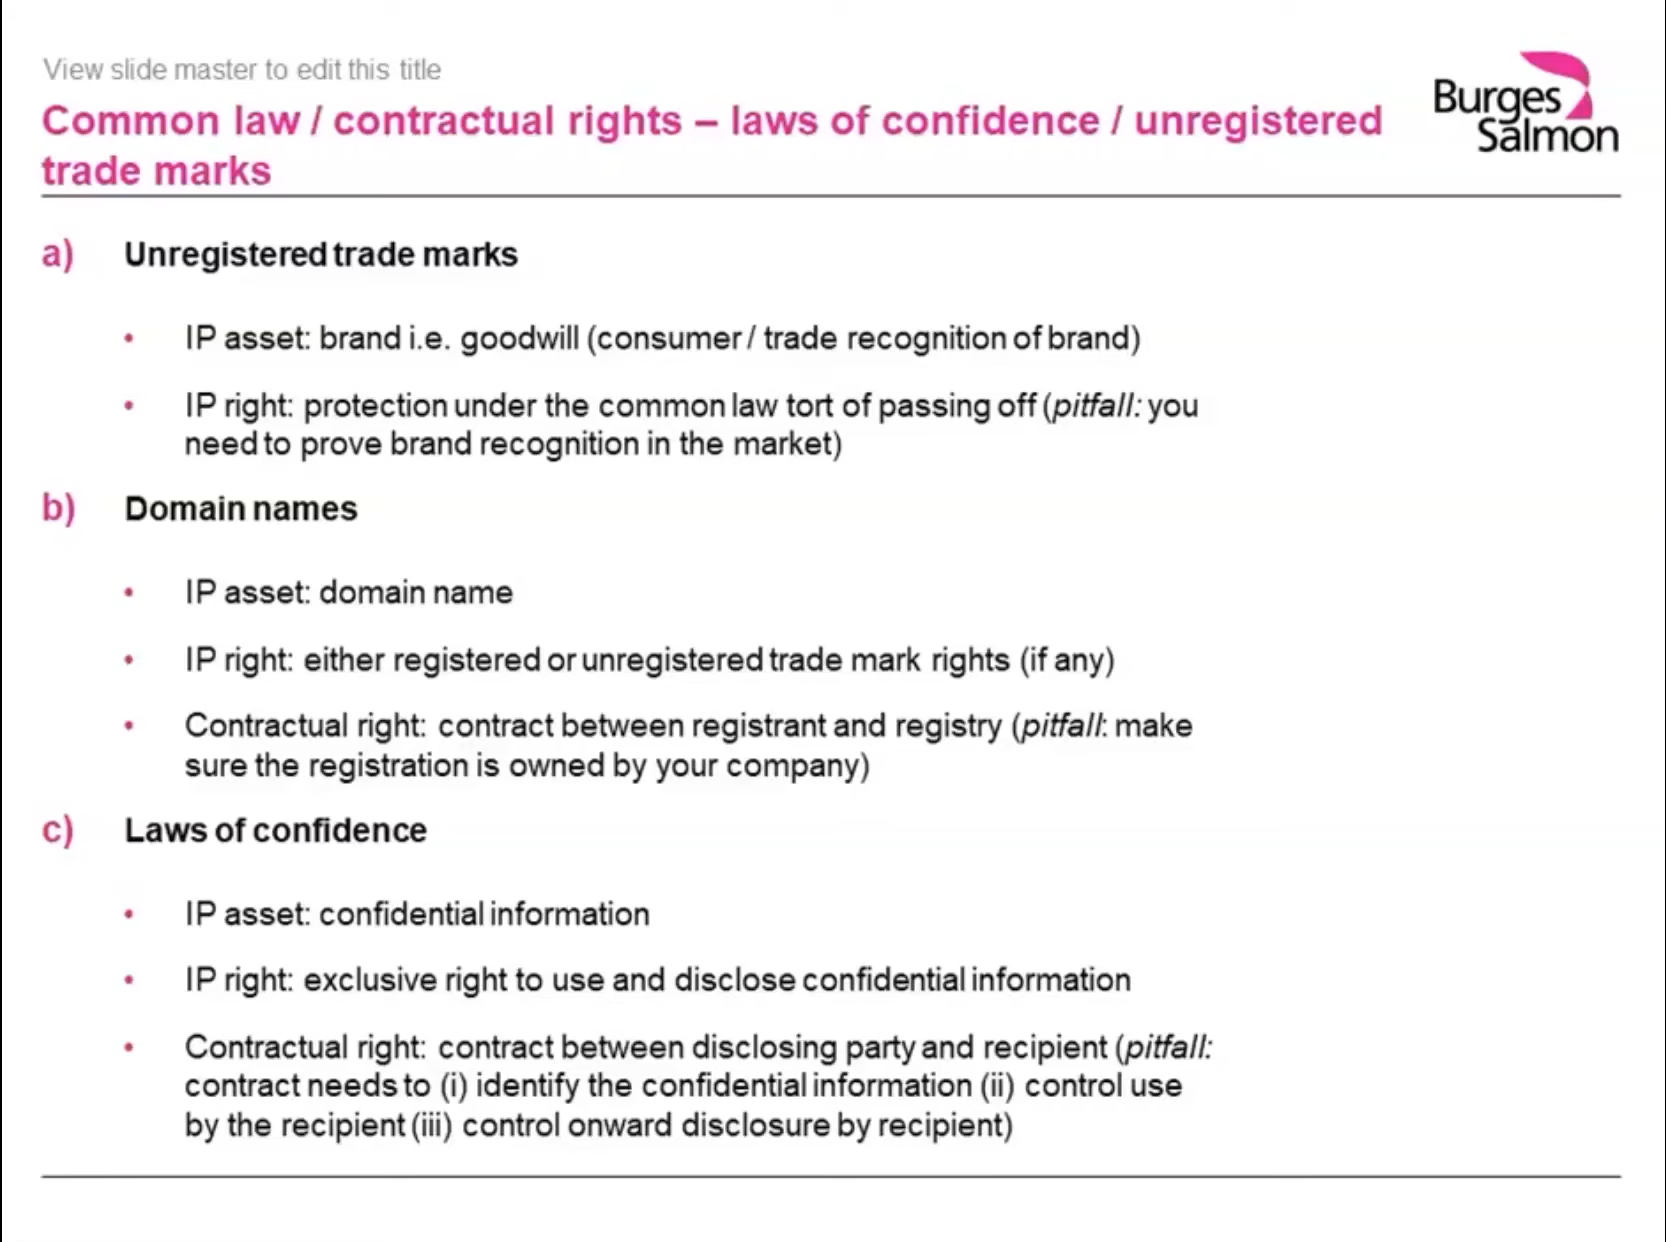 View slide master to edit this title
Common law / contractual rights – laws of confidence / unregistered
trade marks
Burges
Salmon
a) Unregistered trade marks
• IP asset: brand i.e. goodwill (consumer / trade recognition of brand)
• IP right: protection under the common law tort of passing off (pitfall: you
need to prove brand recognition in the market)
b) Domain names
• IP asset: domain name
• IP right: either registered or unregistered trade mark rights (if any)
• Contractual right: contract between registrant and registry (pitfall: make
sure the registration is owned by your company)
c) Laws of confidence
• IP asset: confidential information
• IP right: exclusive right to use and disclose confidential information
• Contractual right: contract between disclosing party and recipient (pitfall:
contract needs to (i) identify the confidential information (ii) control use
by the recipient (iii) control onward disclosure by recipient)